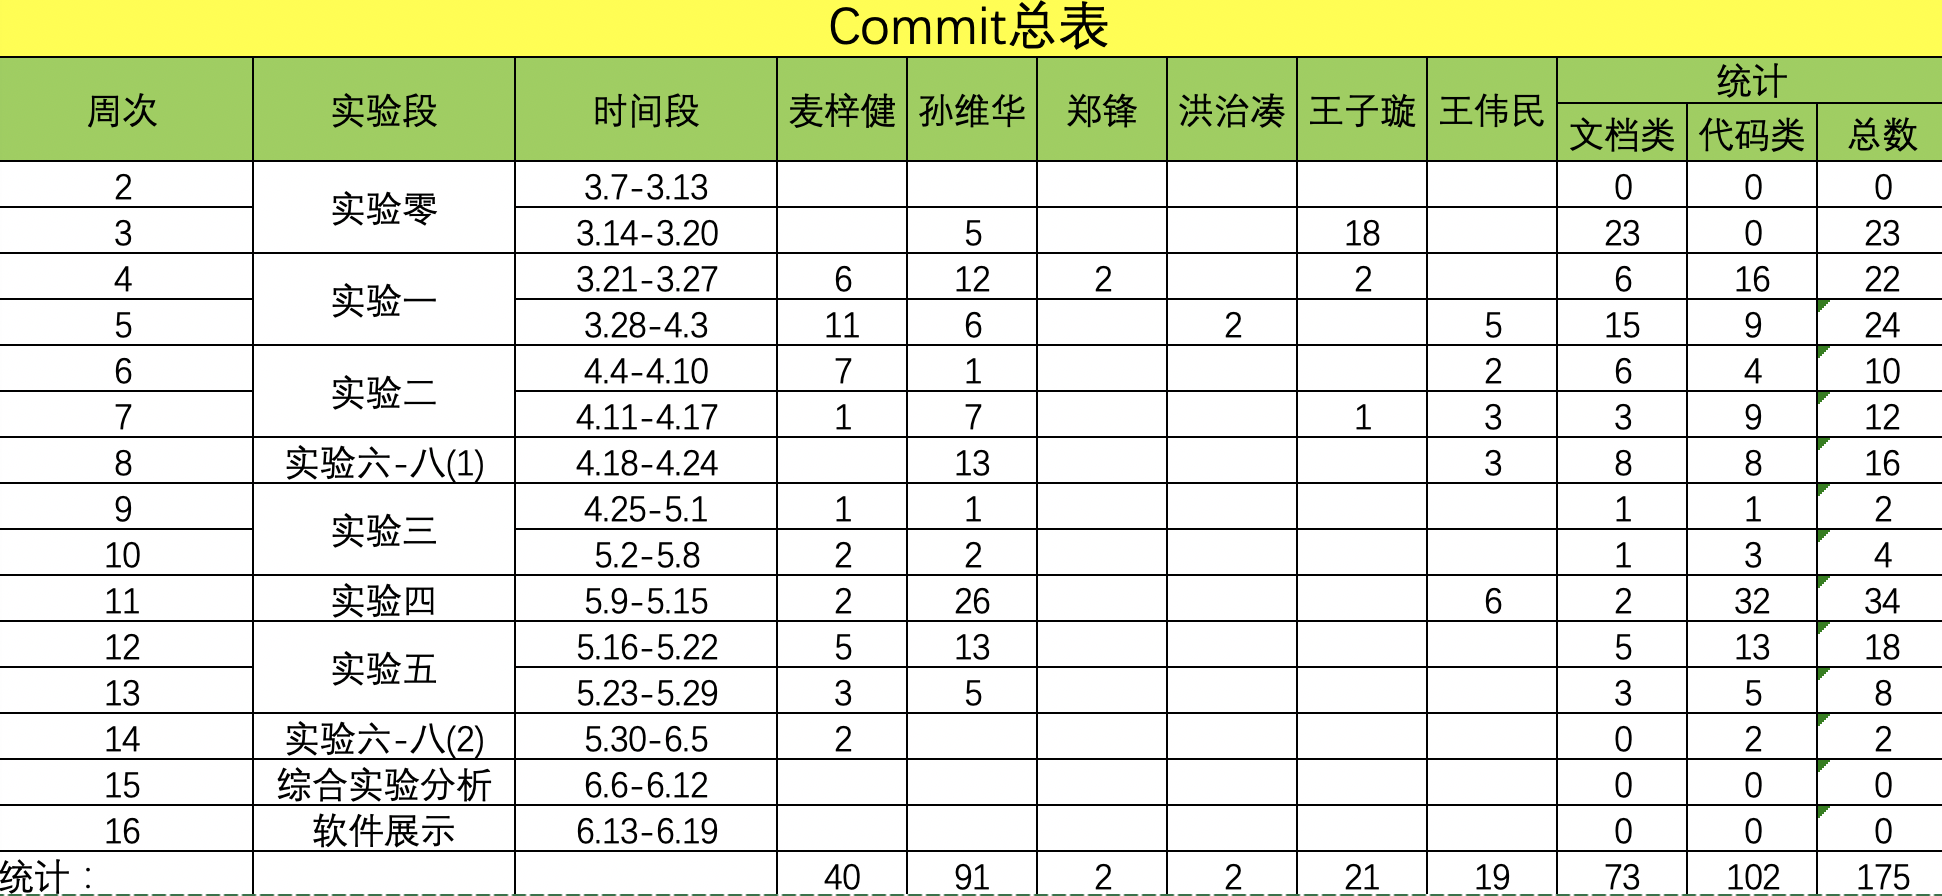 Commit总表
周次 实验段 时间段 麦梓健 孙维华 郑锋 洪治凑 王子璇 王伟民 统计
文档类 代码类 总数
2 实验零 3.7-3.13 0 0 0
3 3.14-3.20 5 18 23 0 23
4 实验一 3.21-3.27 6 12 2 2 6 16 22
5 3.28-4.3 11 6 2 5 15 9 24
6 实验二 4.4-4.10 7 1 2 6 4 10
7 4.11-4.17 1 7 1 3 3 9 12
8 实验六-八(1) 4.18-4.24 13 3 8 8 16
9 实验三 4.25-5.1 1 1 1 1 2
10 5.2-5.8 2 2 1 3 4
11 实验四 5.9-5.15 2 26 6 2 32 34
12 实验五 5.16-5.22 5 13 5 13 18
13 5.23-5.29 3 5 3 5 8
14 实验六-八(2) 5.30-6.5 2 0 2 2
15 综合实验分析 6.6-6.12 0 0 0
16 软件展示 6.13-6.19 0 0 0
统计： 40 91 2 2 21 19 73 102 175